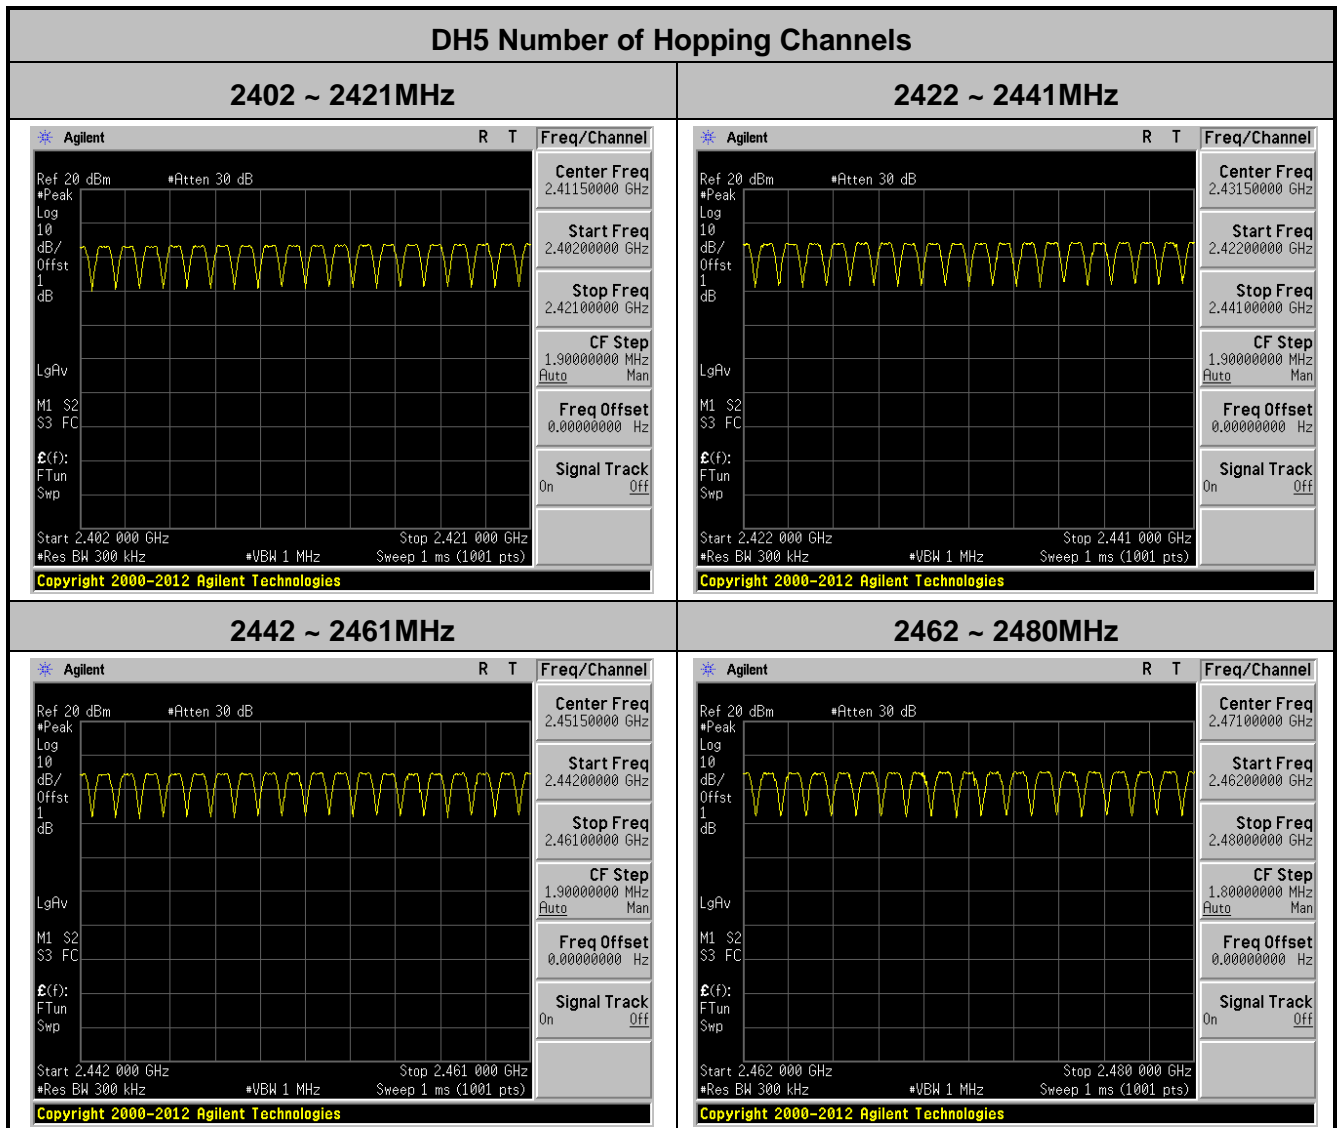 DH5 Number of Hopping Channels
2402 ~ 2421MHz
2422 ~ 2441MHz
Agilent
R T
Freq/Channel
Ref 20 dBm
#Atten 30 dB
#Peak
Log
10
dB/
Offst
1
dB
LgAv
M1 S2
S3 FC
£(f):
FTun
Swp
Start 2.402 000 GHz
Stop 2.421 000 GHz
#Res BW 300 kHz
#VBW 1 MHz
Sweep 1 ms (1001 pts)
Copyright 2000-2012 Agilent Technologies
Center Freq
2.41150000 GHz
Start Freq
2.40200000 GHz
Stop Freq
2.42100000 GHz
CF Step
1.90000000 MHz
Auto Man
Freq Offset
0.00000000 Hz
Signal Track
On Off
Agilent
R T
Freq/Channel
Ref 20 dBm
#Atten 30 dB
#Peak
Log
10
dB/
Offst
1
dB
LgAv
M1 S2
S3 FC
£(f):
FTun
Swp
Start 2.422 000 GHz
Stop 2.441 000 GHz
#Res BW 300 kHz
#VBW 1 MHz
Sweep 1 ms (1001 pts)
Copyright 2000-2012 Agilent Technologies
Center Freq
2.43150000 GHz
Start Freq
2.42200000 GHz
Stop Freq
2.44100000 GHz
CF Step
1.90000000 MHz
Auto Man
Freq Offset
0.00000000 Hz
Signal Track
On Off
2442 ~ 2461MHz
2462 ~ 2480MHz
Agilent
R T
Freq/Channel
Ref 20 dBm
#Atten 30 dB
#Peak
Log
10
dB/
Offst
1
dB
LgAv
M1 S2
S3 FC
£(f):
FTun
Swp
Start 2.442 000 GHz
Stop 2.461 000 GHz
#Res BW 300 kHz
#VBW 1 MHz
Sweep 1 ms (1001 pts)
Copyright 2000-2012 Agilent Technologies
Center Freq
2.45150000 GHz
Start Freq
2.44200000 GHz
Stop Freq
2.46100000 GHz
CF Step
1.90000000 MHz
Auto Man
Freq Offset
0.00000000 Hz
Signal Track
On Off
Agilent
R T
Freq/Channel
Ref 20 dBm
#Atten 30 dB
#Peak
Log
10
dB/
Offst
1
dB
LgAv
M1 S2
S3 FC
£(f):
FTun
Swp
Start 2.462 000 GHz
Stop 2.480 000 GHz
#Res BW 300 kHz
#VBW 1 MHz
Sweep 1 ms (1001 pts)
Copyright 2000-2012 Agilent Technologies
Center Freq
2.47100000 GHz
Start Freq
2.46200000 GHz
Stop Freq
2.48000000 GHz
CF Step
1.80000000 MHz
Auto Man
Freq Offset
0.00000000 Hz
Signal Track
On Off